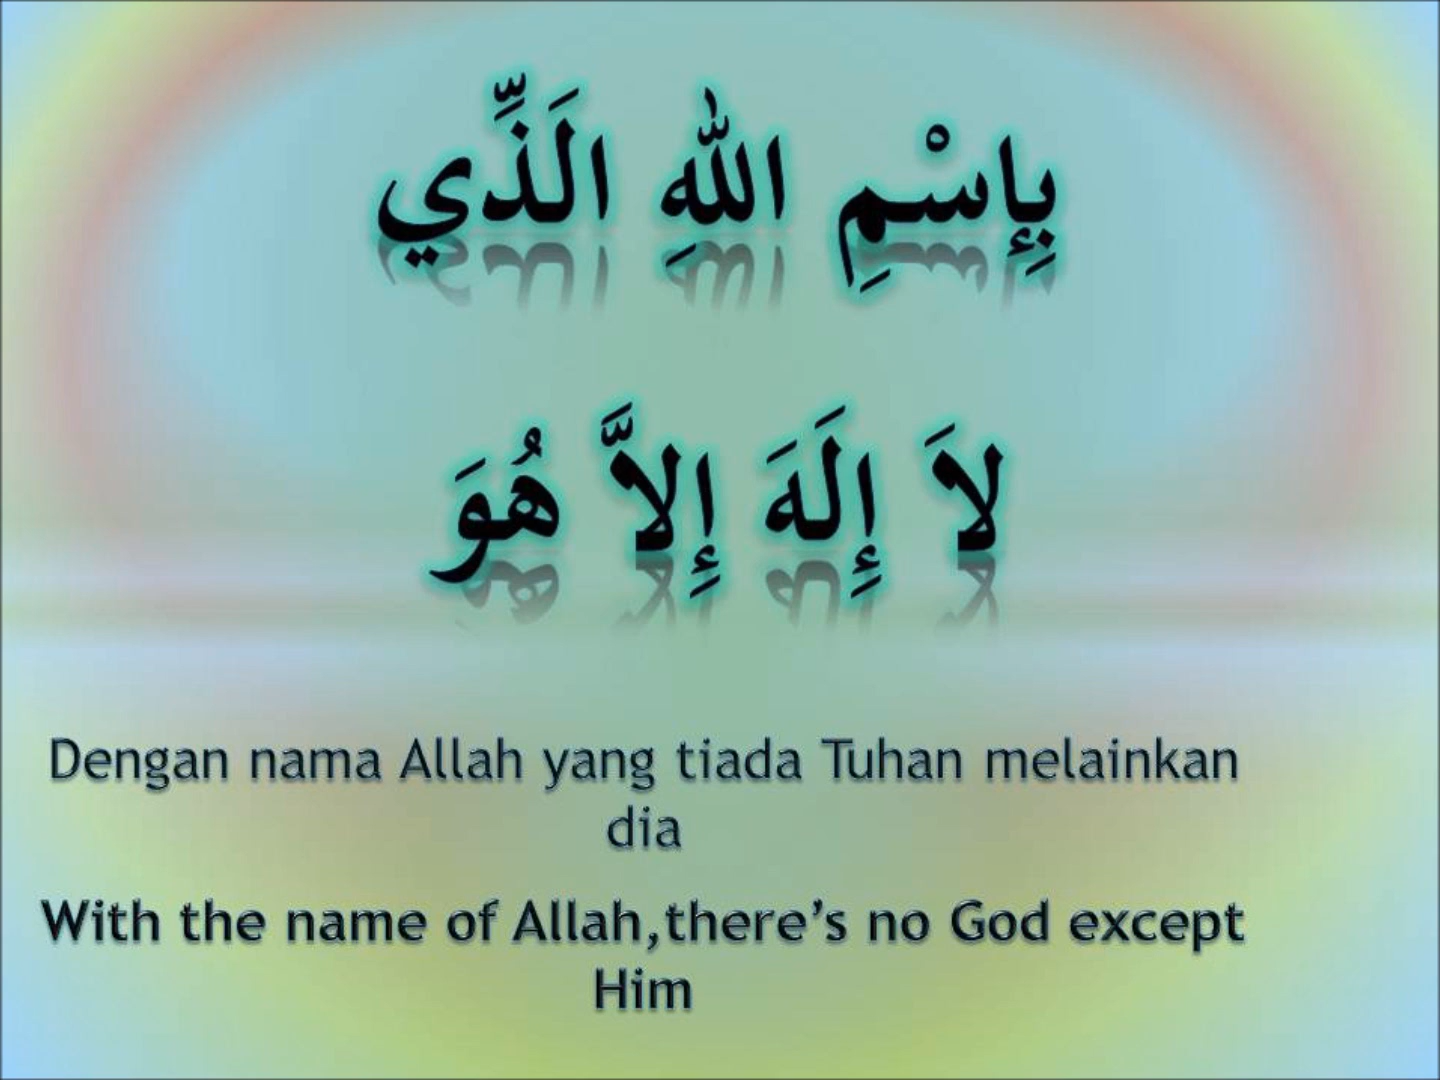 بِإِسْمِ اللهِ الَذِّي
لاَ إِلَهَ إِلاَّ هُوَ
Dengan nama Allah yang tiada Tuhan melainkan
dia
With the name of Allah,there’s no God except
Him